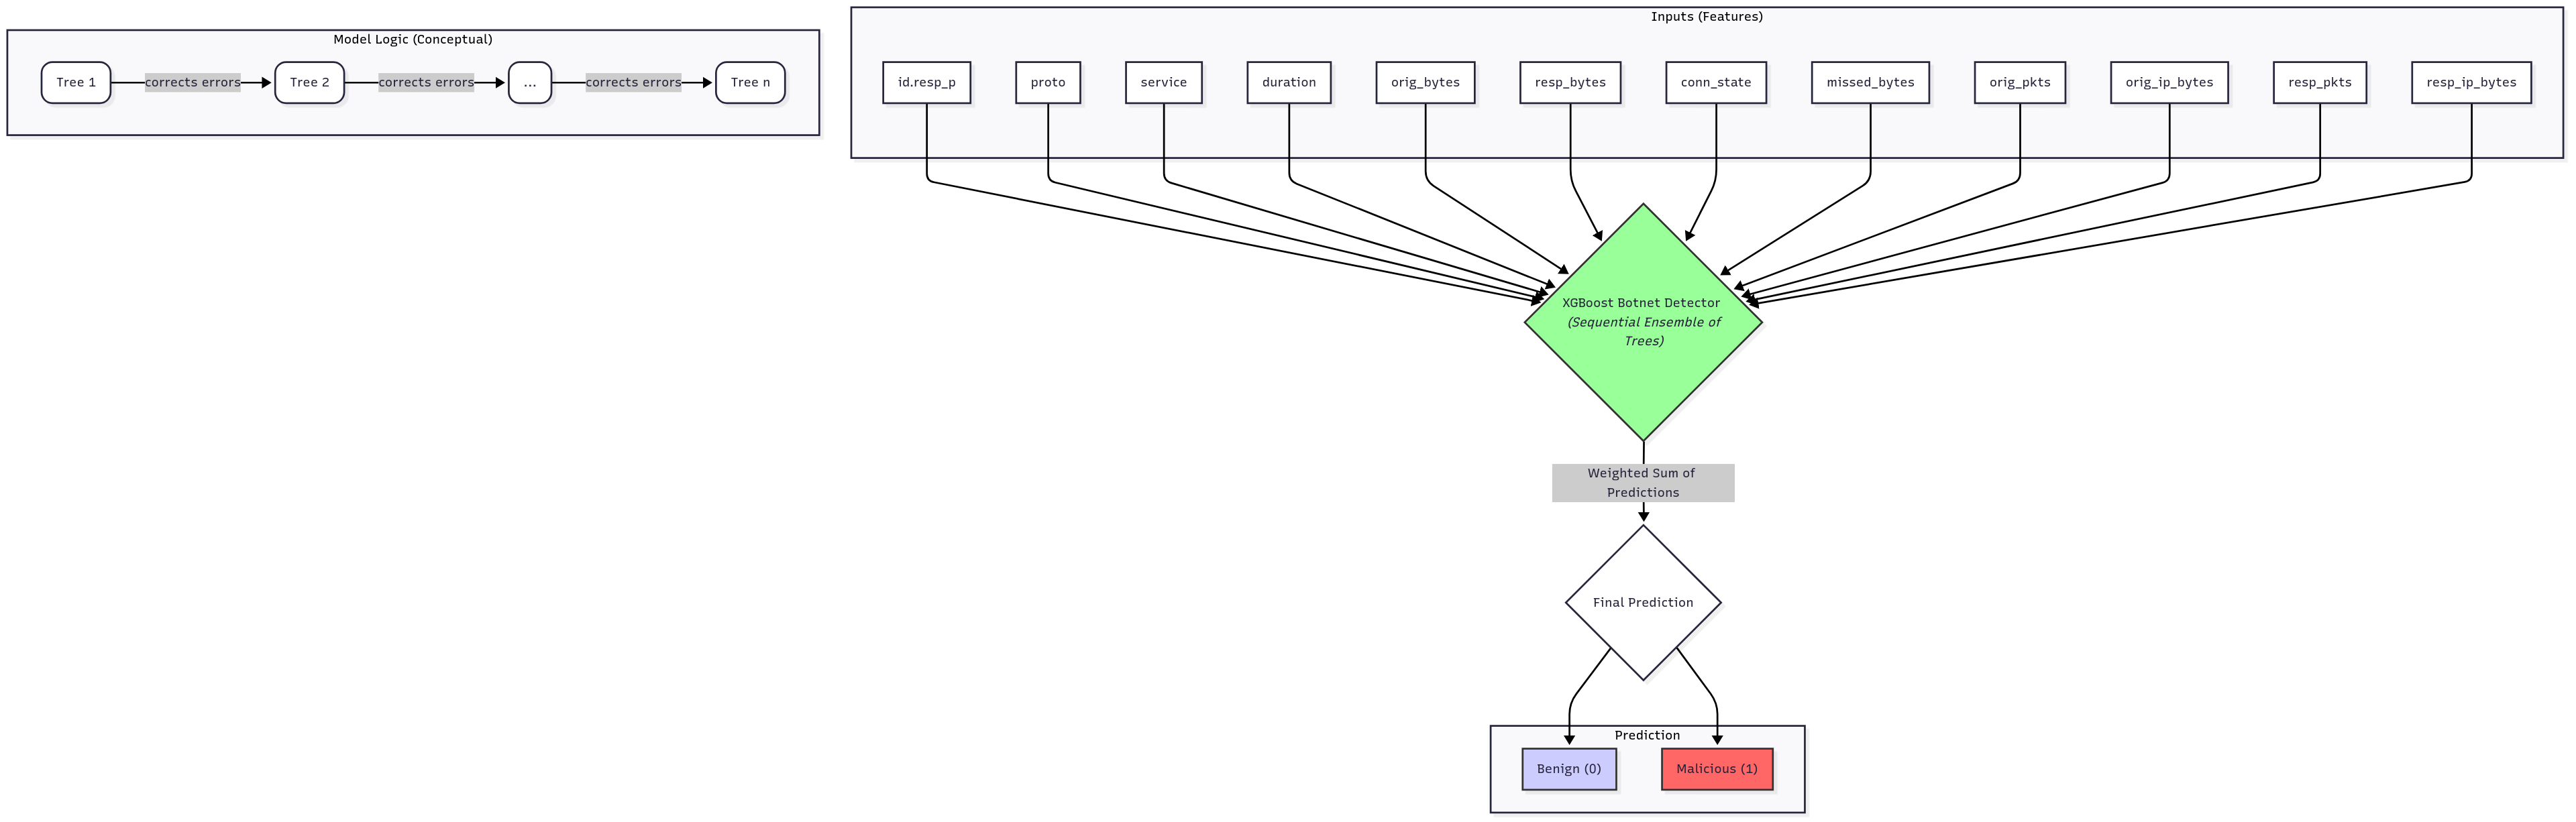 Model Logic (Conceptual)
Tree 1
corrects errors
Tree 2
corrects errors
...
corrects errors
Tree n
Inputs (Features)
id.resp_p
proto
service
duration
orig_bytes
resp_bytes
conn_state
missed_bytes
orig_pkts
orig_ip_bytes
resp_pkts
resp_ip_bytes
XGBoost Botnet Detector
(Sequential Ensemble of
Trees)
Weighted Sum of
Predictions
Final Prediction
Prediction
Benign (0)
Malicious (1)